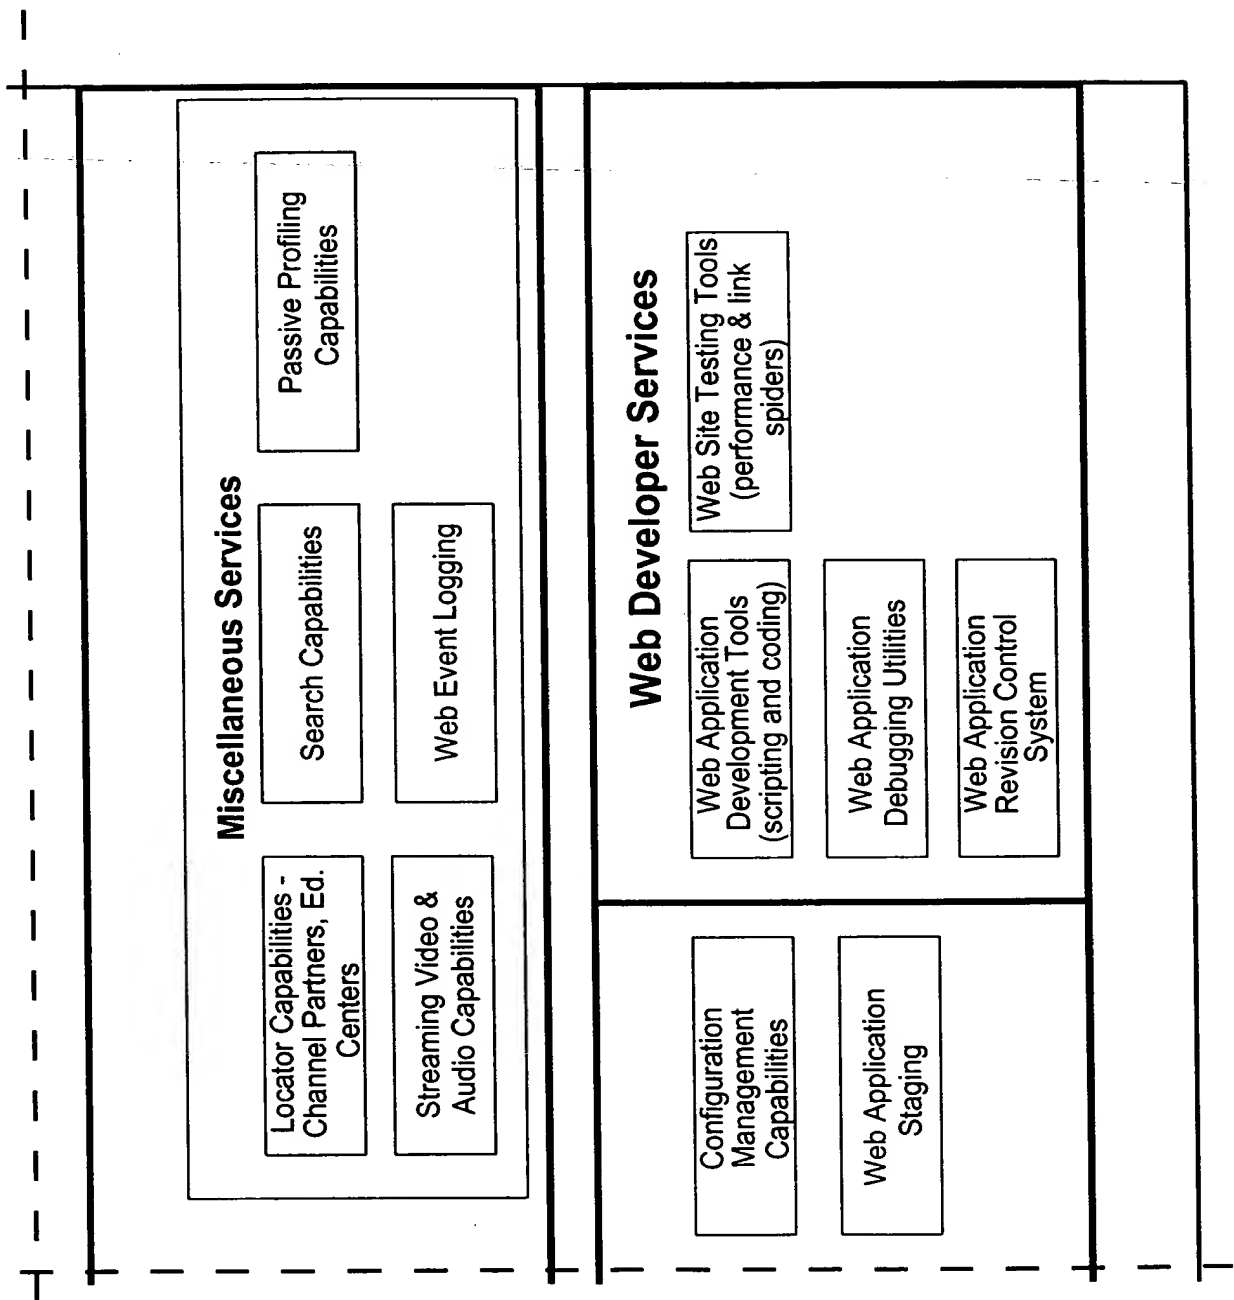 Miscellaneous Services
Locator Capabilities -
Channel Partners, Ed.
Centers
Search Capabilities
Passive Profiling
Capabilities
Streaming Video &
Audio Capabilities
Web Event Logging
Web Developer Services
Configuration
Management
Capabilities
Web Application
Staging
Web Application
Development Tools
(scripting and coding)
Web Site Testing Tools
(performance & link
spiders)
Web Application
Debugging Utilities
Web Application
Revision Control
System